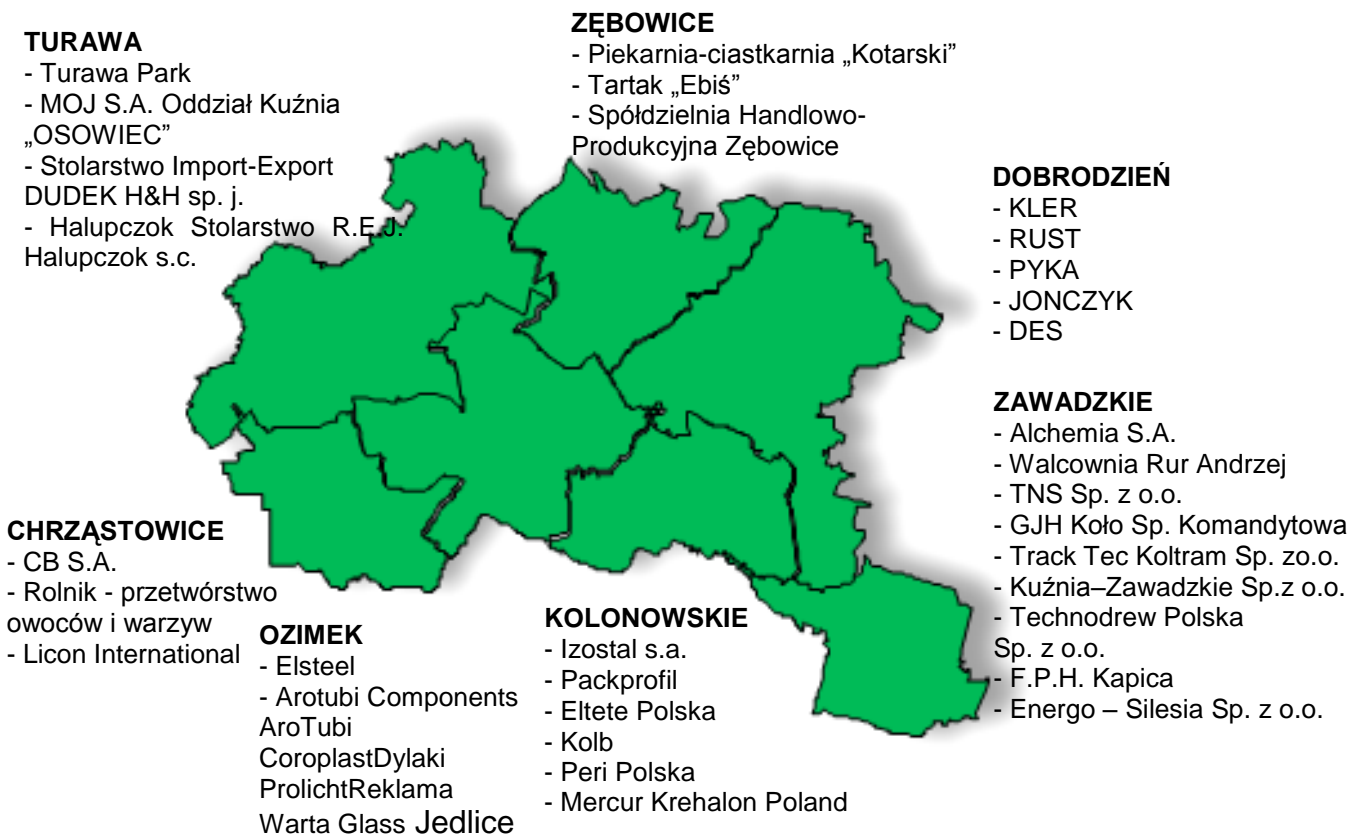 TURAWA
- Turawa Park
- MOJ S.A. Oddział Kuźnia
„OSOWIEC”
- Stolarstwo Import-Export
DUDEK H&H sp. j.
- Halupczok Stolarstwo R.E.J.
Halupczok s.c.
ZĘBOWICE
- Piekarnia-ciastkarnia „Kotarski”
- Tartak „Ebiś”
- Spółdzielnia Handlowo-
Produkcyjna Zębowice
DOBRODZIEŃ
- KLER
- RUST
- PYKA
- JONCZYK
- DES
ZAWADZKIE
- Alchemia S.A.
- Walcownia Rur Andrzej
- TNS Sp. z o.o.
- GJH Koło Sp. Komandytowa
- Track Tec Koltram Sp. zo.o.
- Kuźnia–Zawadzkie Sp.z o.o.
- Technodrew Polska
Sp. z o.o.
- F.P.H. Kapica
- Energo – Silesia Sp. z o.o.
CHRZĄSTOWICE
- CB S.A.
- Rolnik - przetwórstwo
owoców i warzyw
- Licon International
OZIMEK
- Elsteel
- Arotubi Components
AroTubi
CoroplastDylaki
ProlichtReklama
Warta Glass Jedlice
KOLONOWSKIE
- Izostal s.a.
- Packprofil
- Eltete Polska
- Kolb
- Peri Polska
- Mercur Krehalon Poland